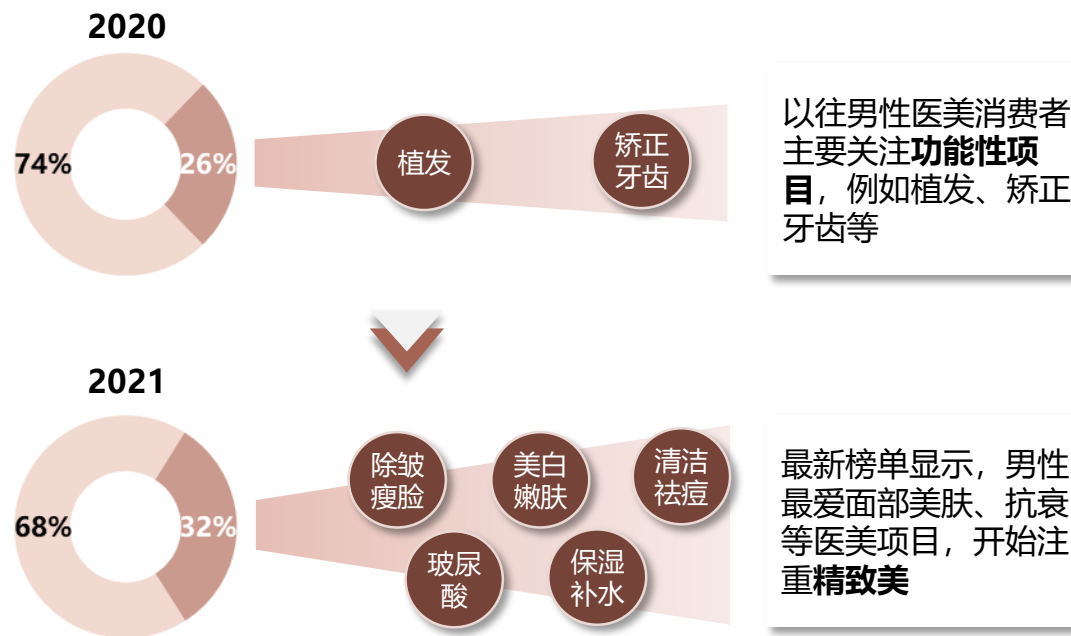 2020
74%
26%
植发
矫正
牙齿
以往男性医美消费者
主要关注功能性项
目，例如植发、矫正
牙齿等
2021
68%
32%
除皱
瘦脸
美白
嫩肤
清洁
祛痘
玻尿
酸
保湿
补水
最新榜单显示，男性
最爱面部美肤、抗衰
等医美项目，开始注
重精致美